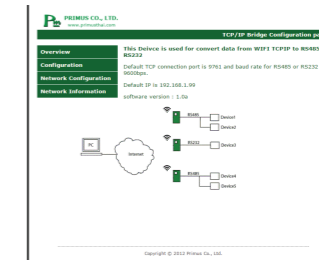 PRIMUS CO., LTD.
www.primusthai.com
TCP/IP Bridge Configuration pa
Overview
Configuration
Network Configuration
Network Information
This Deivce is used for comvert data from WIFI TCPIP to RS485
RS232
Default TCP connection port is 9761 and baud rate for RS485 or RS232
9600bps.
Default IP is 192.168.1.99
software version : 1.0a
RS485
Device1
Device2
PC
Internet
RS232
Device3
RS485
Device4
Device5
Copyright © 2012 Primus Co., Ltd.